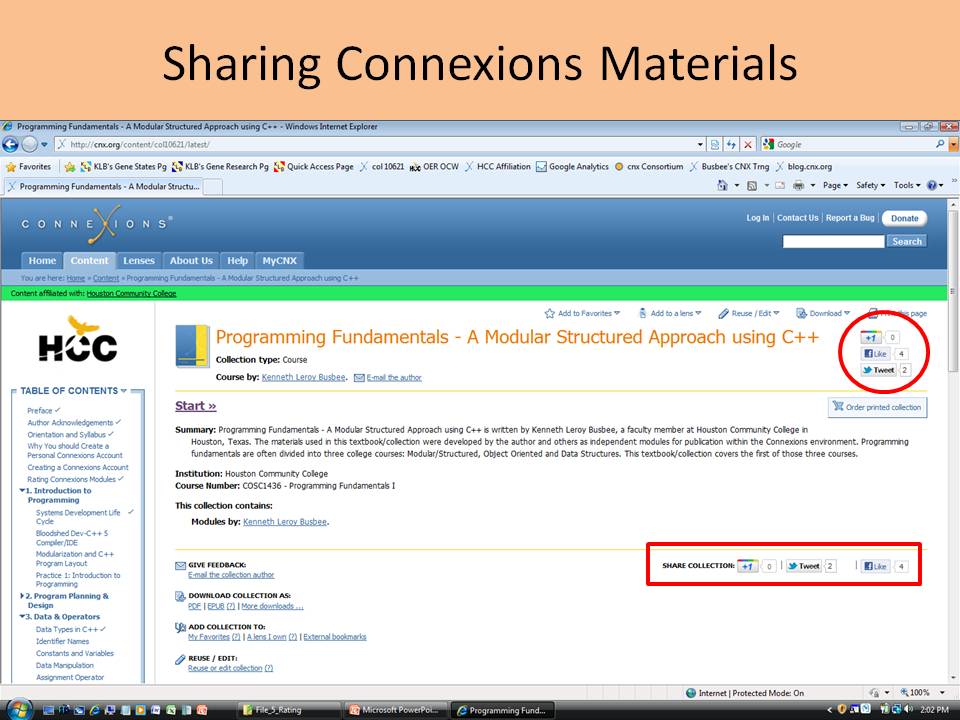 Sharing Connexions Materials
Programming Fundamentals - A Modular Structured Approach using C++ - Windows Internet Explorer
http://cnx.org/content/col10621/latest/
Google
Favorites KLB's Gene States Pg KLB's Gene Research Pg Quick Access Page col 10621 OER OCW HCC Affiliation Google Analytics cnx Consortium Busbee's CNX Trng blog.cnx.org
Programming Fundamentals - A Modular Structu...
Page Safety Tools
CONNEXIONS®
Log In | Contact Us | Report a Bug | Donate
Search
Home Content Lenses About Us Help MyCNX
You are here: Home » Content » Programming Fundamentals - A Modular Structured Approach using C++
Content affiliated with: Houston Community College
HCC
TABLE OF CONTENTS
Preface
Author Acknowledgements
Orientation and Syllabus
Why You should Create a
Personal Connexions Account
Creating a Connexions Account
Rating Connexions Modules
1. Introduction to
Programming
Systems Development Life
Cycle
Bloodshed Dev-C++ 5
Compiler/IDE
Modularization and C++
Program Layout
Practice 1: Introduction to
Programming
2. Program Planning &
Design
3. Data & Operators
Data Types in C++
Identifier Names
Constants and Variables
Data Manipulation
Assignment Operator
Add to Favorites Add to a lens Reuse / Edit Download this page
Programming Fundamentals - A Modular Structured Approach using C++
+1 0
Like 4
Tweet 2
Collection type: Course
Course by: Kenneth Leroy Busbee. E-mail the author
Start »
Order printed collection
Summary: Programming Fundamentals - A Modular Structured Approach using C++ is written by Kenneth Leroy Busbee, a faculty member at Houston Community College in
Houston, Texas. The materials used in this textbook/collection were developed by the author and others as independent modules for publication within the Connexions environment. Programming
fundamentals are often divided into three college courses: Modular/Structured, Object Oriented and Data Structures. This textbook/collection covers the first of those three courses.
Institution: Houston Community College
Course Number: COSC1436 - Programming Fundamentals I
This collection contains:
Modules by: Kenneth Leroy Busbee.
GIVE FEEDBACK:
E-mail the collection author
SHARE COLLECTION: +1 0 | Tweet 2 | Like 4
DOWNLOAD COLLECTION AS:
PDF | EPUB (?) | More downloads ...
ADD COLLECTION TO:
My Favorites (?) | A lens I own (?) | External bookmarks
REUSE / EDIT:
Reuse or edit collection (?)
Internet | Protected Mode: On
100%
File_5_Rating Microsoft PowerPoi... Programming Fund...
2:02 PM